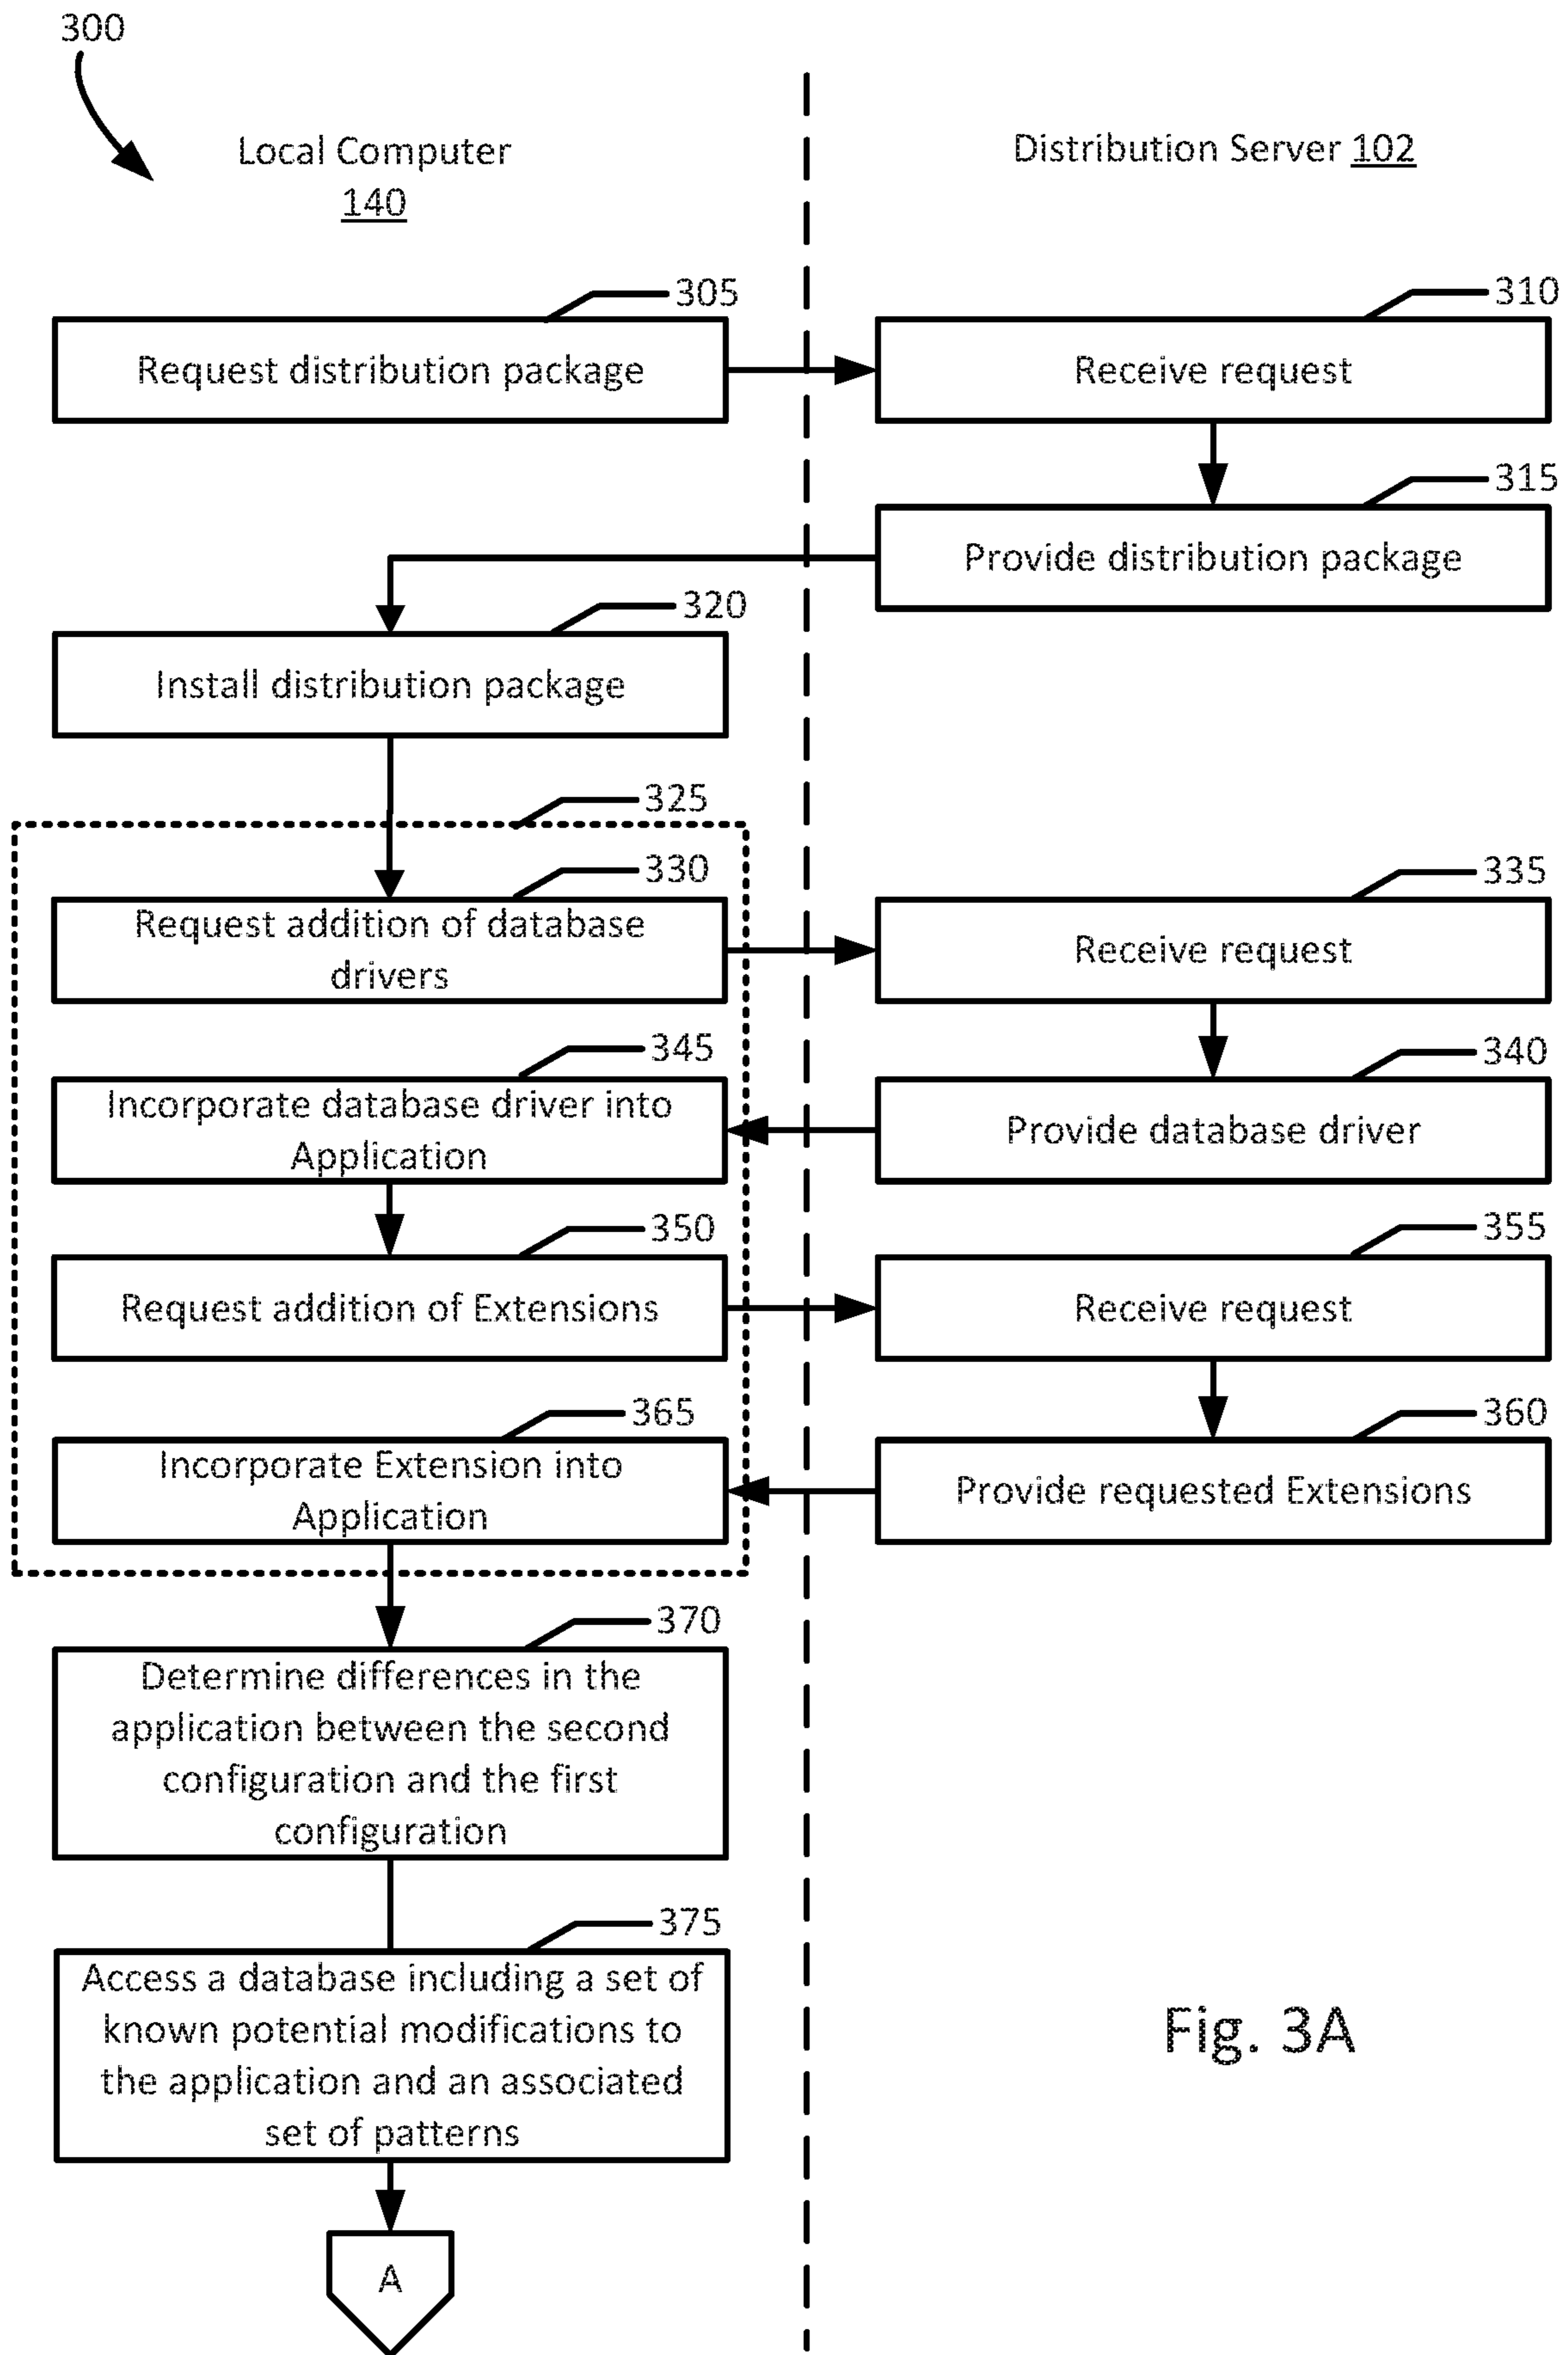 300
Local Computer
140
Distribution Server 102
305
Request distribution package
310
Receive request
315
Provide distribution package
320
Install distribution package
325
330
Request addition of database
drivers
335
Receive request
345
Incorporate database driver into
Application
340
Provide database driver
350
Request addition of Extensions
355
Receive request
365
Incorporate Extension into
Application
360
Provide requested Extensions
370
Determine differences in the
application between the second
configuration and the first
configuration
375
Access a database including a set of
known potential modifications to
the application and an associated
set of patterns
A
Fig. 3A